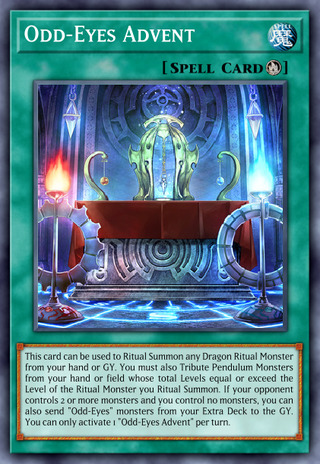 Odd-Eyes Advent
[Spell Card]
This card can be used to Ritual Summon any Dragon Ritual Monster
from your hand or GY. You must also Tribute Pendulum Monsters
from your hand or field whose total Levels equal or exceed the
Level of the Ritual Monster you Ritual Summon. If your opponent
controls 2 or more monsters and you control no monsters, you can
also send "Odd-Eyes" monsters from your Extra Deck to the GY.
You can only activate 1 "Odd-Eyes Advent" per turn.